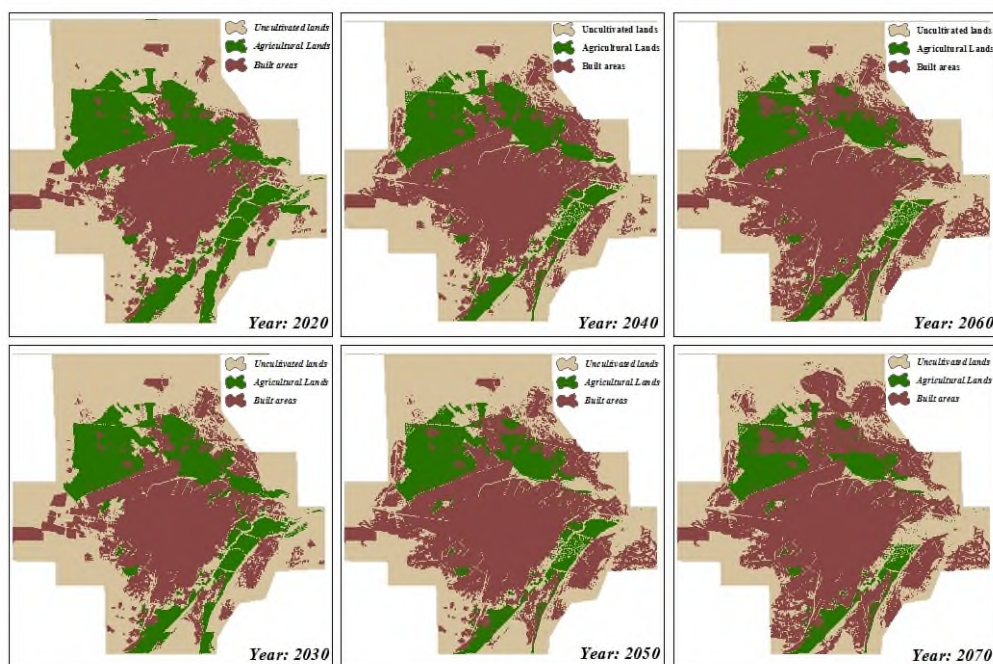 Uncultivated lands
Agricultural Lands
Built areas
Year: 2020
Uncultivated lands
Agricultural Lands
Built areas
Year: 2040
Uncultivated lands
Agricultural Lands
Built areas
Year: 2060
Uncultivated lands
Agricultural Lands
Built areas
Year: 2030
Uncultivated lands
Agricultural Lands
Built areas
Year: 2050
Uncultivated lands
Agricultural Lands
Built areas
Year: 2070